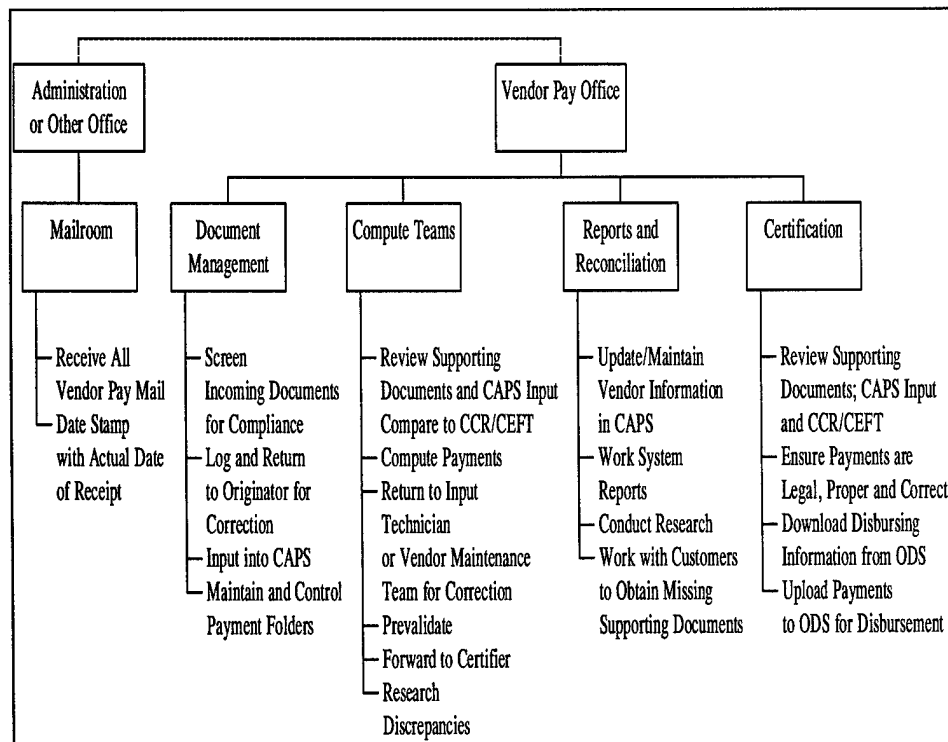 Administration
or Other Office
Vendor Pay Office
Mailroom
Document
Management
Compute Teams
Reports and
Reconciliation
Certification
Receive All
Vendor Pay Mail
Date Stamp
with Actual Date
of Receipt
Screen
Incoming Documents
for Compliance
Log and Return
to Originator for
Correction
Input into CAPS
Maintain and Control
Payment Folders
Review Supporting
Documents and CAPS Input
Compare to CCR/CEFT
Compute Payments
Return to Input
Technician
or Vendor Maintenance
Team for Correction
Prevalidate
Forward to Certifier
Research
Discrepancies
Update/Maintain
Vendor Information
in CAPS
Work System
Reports
Conduct Research
Work with Customers
to Obtain Missing
Supporting Documents
Review Supporting
Documents; CAPS Input
and CCR/CEFT
Ensure Payments are
Legal, Proper and Correct
Download Disbursing
Information from ODS
Upload Payments
to ODS for Disbursement